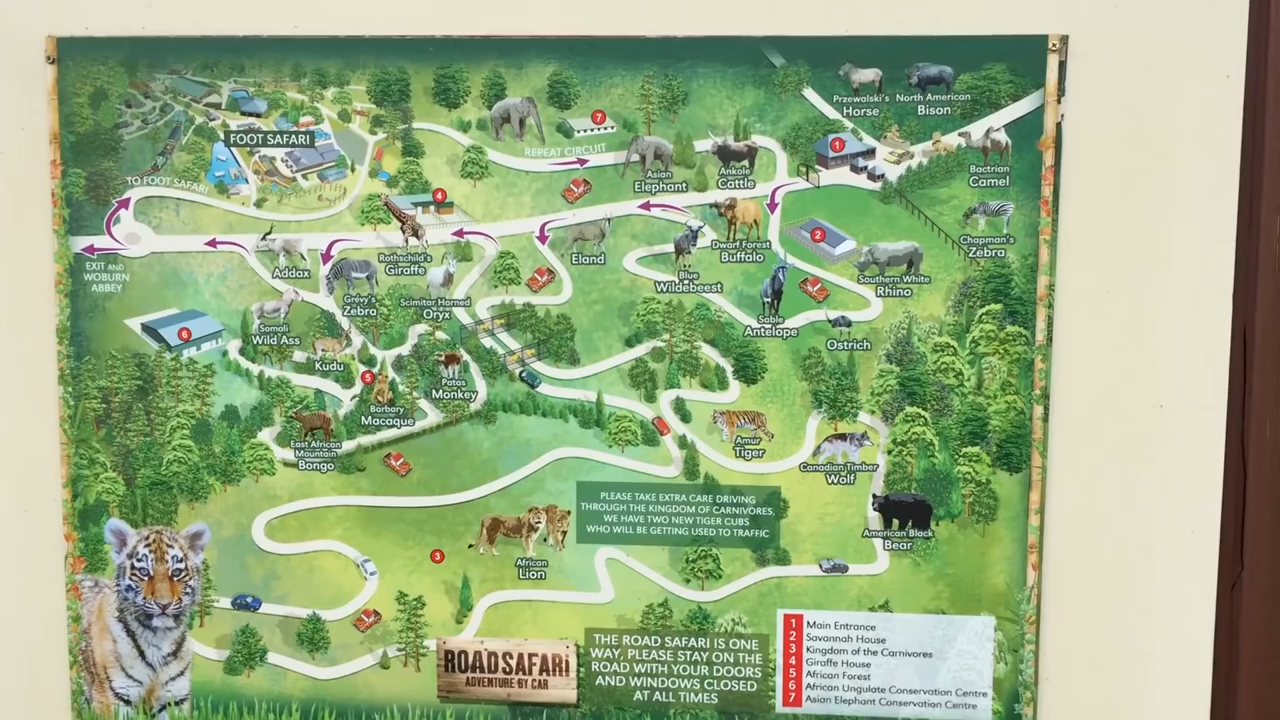 Przewalski's
Horse
North American
Bison
7
FOOT SAFARI
1
REPEAT CIRCUIT
Asian
Elephant
Ankole
Cattle
Bactrian
Camel
TO FOOT SAFARI
4
Chapman's
Zebra
2
EXIT AND
WOBURN
ABBEY
Addax
Rothschild's
Giraffe
Eland
Dwarf Forest
Buffalo
Blue
Wildebeest
Southern White
Rhino
Grévy's
Zebra
Scimitar Horned
Oryx
Sable
Antelope
Ostrich
Somali
Wild Ass
6
Kudu
5
Patas
Monkey
Barbary
Macaque
East African
Mountain
Bongo
Amur
Tiger
Canadian Timber
Wolf
PLEASE TAKE EXTRA CARE DRIVING
THROUGH THE KINGDOM OF CARNIVORES,
WE HAVE TWO NEW TIGER CUBS
WHO WILL BE GETTING USED TO TRAFFIC
American Black
Bear
3
African
Lion
ROAD SAFARI
ADVENTURE BY CAR
THE ROAD SAFARI IS ONE
WAY, PLEASE STAY ON THE
ROAD WITH YOUR DOORS
AND WINDOWS CLOSED
AT ALL TIMES
1 Main Entrance
2 Savannah House
3 Kingdom of the Carnivores
4 Giraffe House
5 African Forest
6 African Ungulate Conservation Centre
7 Asian Elephant Conservation Centre